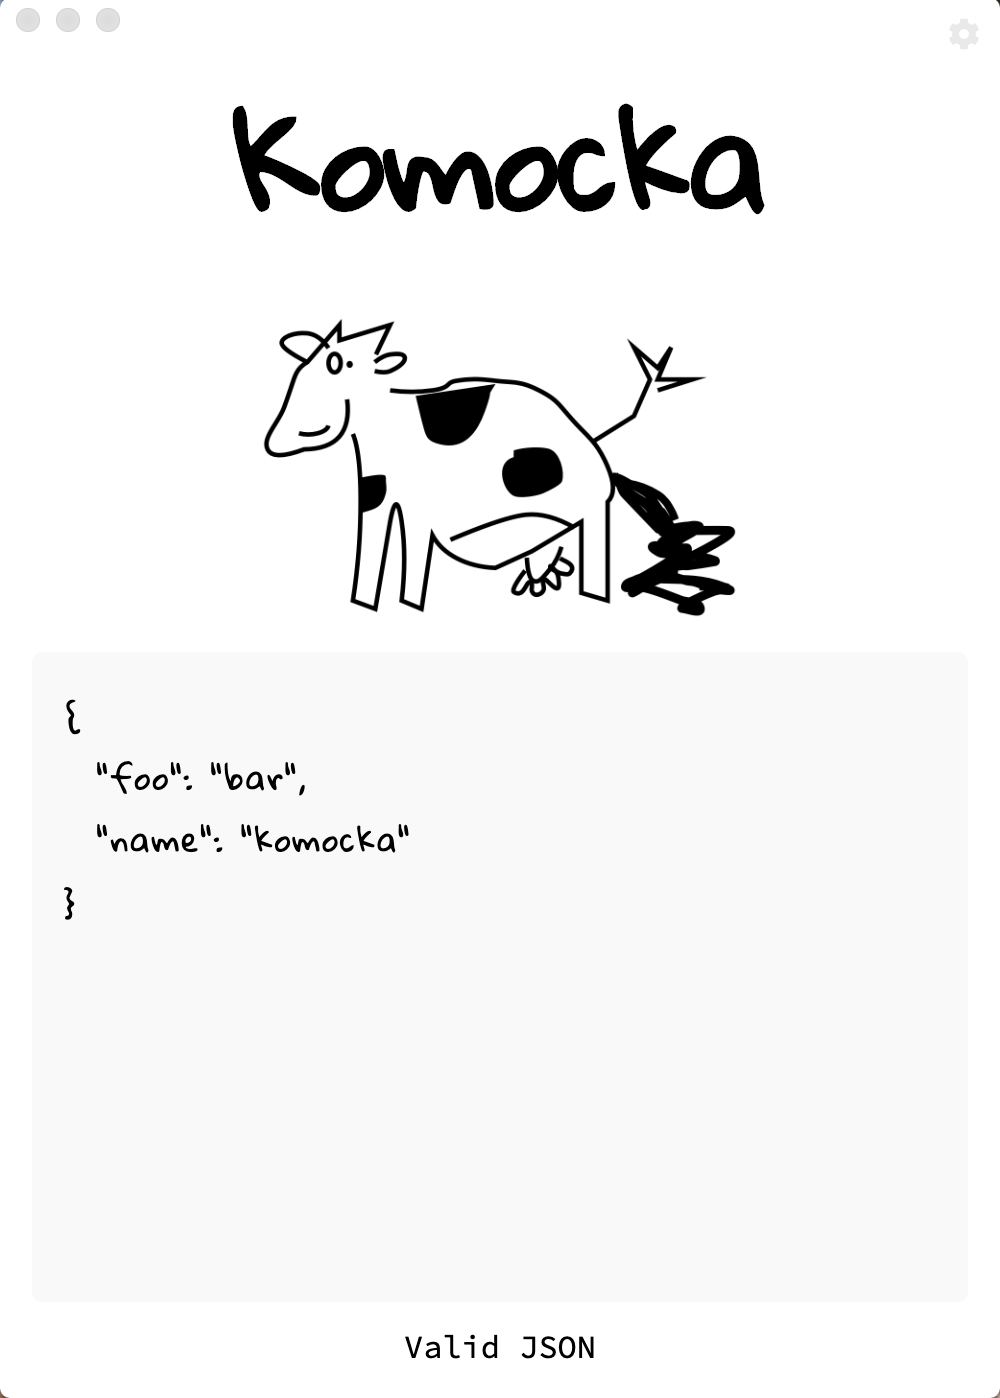 Komocka
{
"foo": "bar",
"name": "komocka"
}
Valid JSON